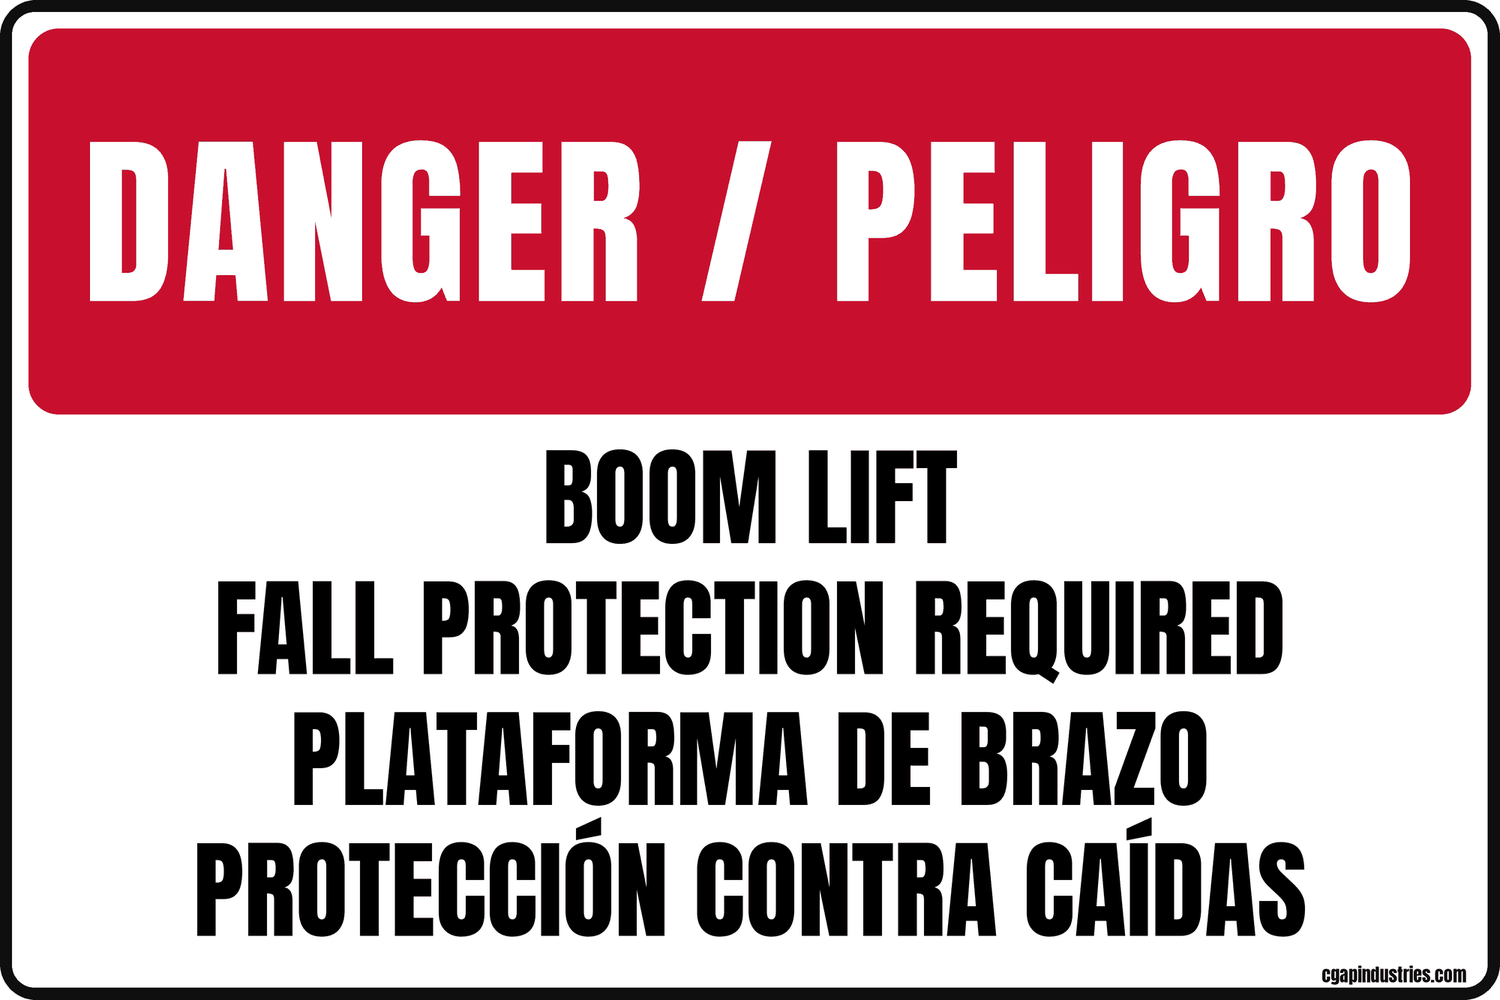 DANGER / PELIGRO
BOOM LIFT
FALL PROTECTION REQUIRED
PLATAFORMA DE BRAZO
PROTECCIÓN CONTRA CAÍDAS
cgapindustries.com